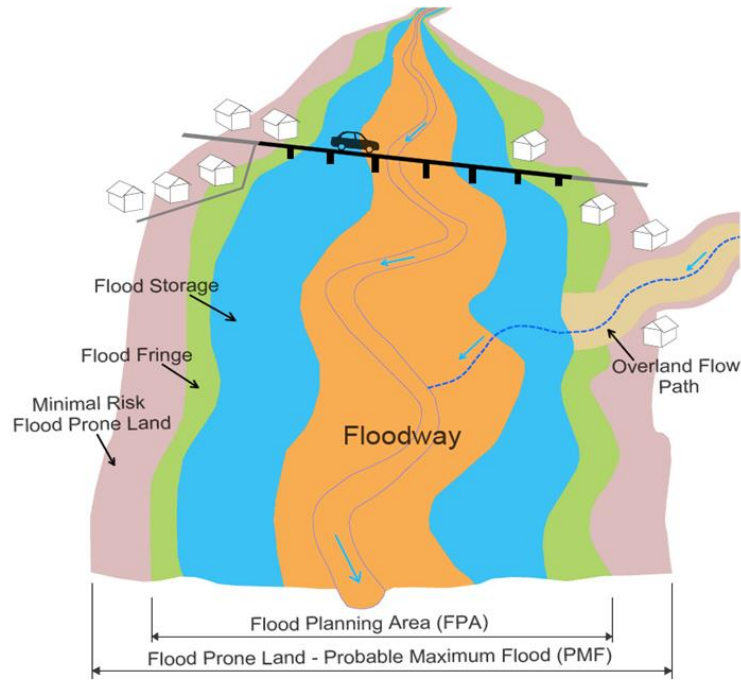 Flood Storage
Flood Fringe
Minimal Risk
Flood Prone Land
Overland Flow
Path
Floodway
Flood Planning Area (FPA)
Flood Prone Land - Probable Maximum Flood (PMF)